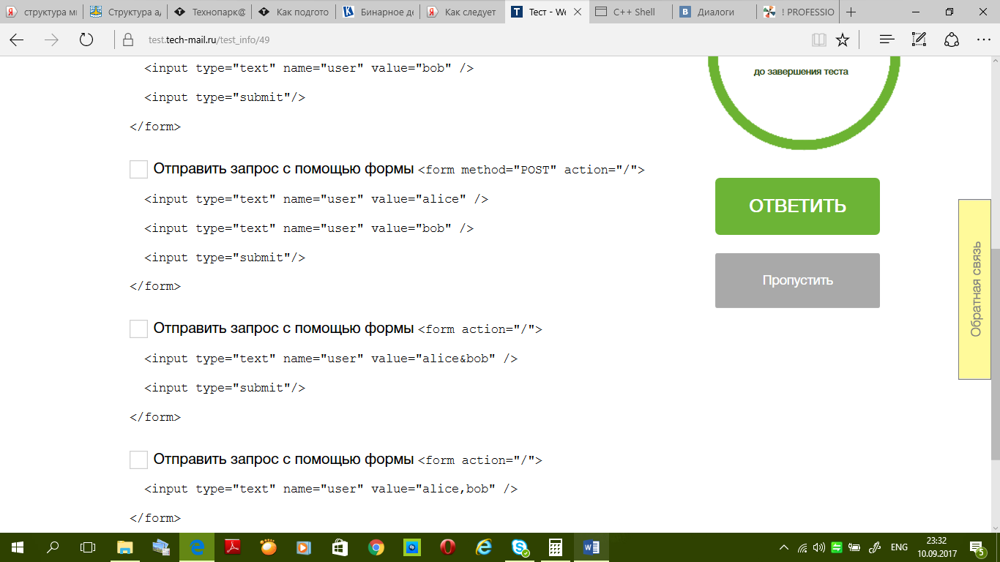 структура мі
Структура ад
Технопарк@
Как подгото
Бинарное де
Как следует
Тест - We
C++ Shell
Диалоги
! PROFESSIO
test.tech-mail.ru/test_info/49
<input type="text" name="user" value="bob" />
<input type="submit"/>
</form>
до завершения теста
Отправить запрос с помощью формы <form method="POST" action="/">
<input type="text" name="user" value="alice" />
<input type="text" name="user" value="bob" />
<input type="submit"/>
</form>
ОТВЕТИТЬ
Пропустить
Обратная связь
Отправить запрос с помощью формы <form action="/">
<input type="text" name="user" value="alice&bob" />
<input type="submit"/>
</form>
Отправить запрос с помощью формы <form action="/">
<input type="text" name="user" value="alice,bob" />
</form>
ENG
23:32
10.09.2017
5